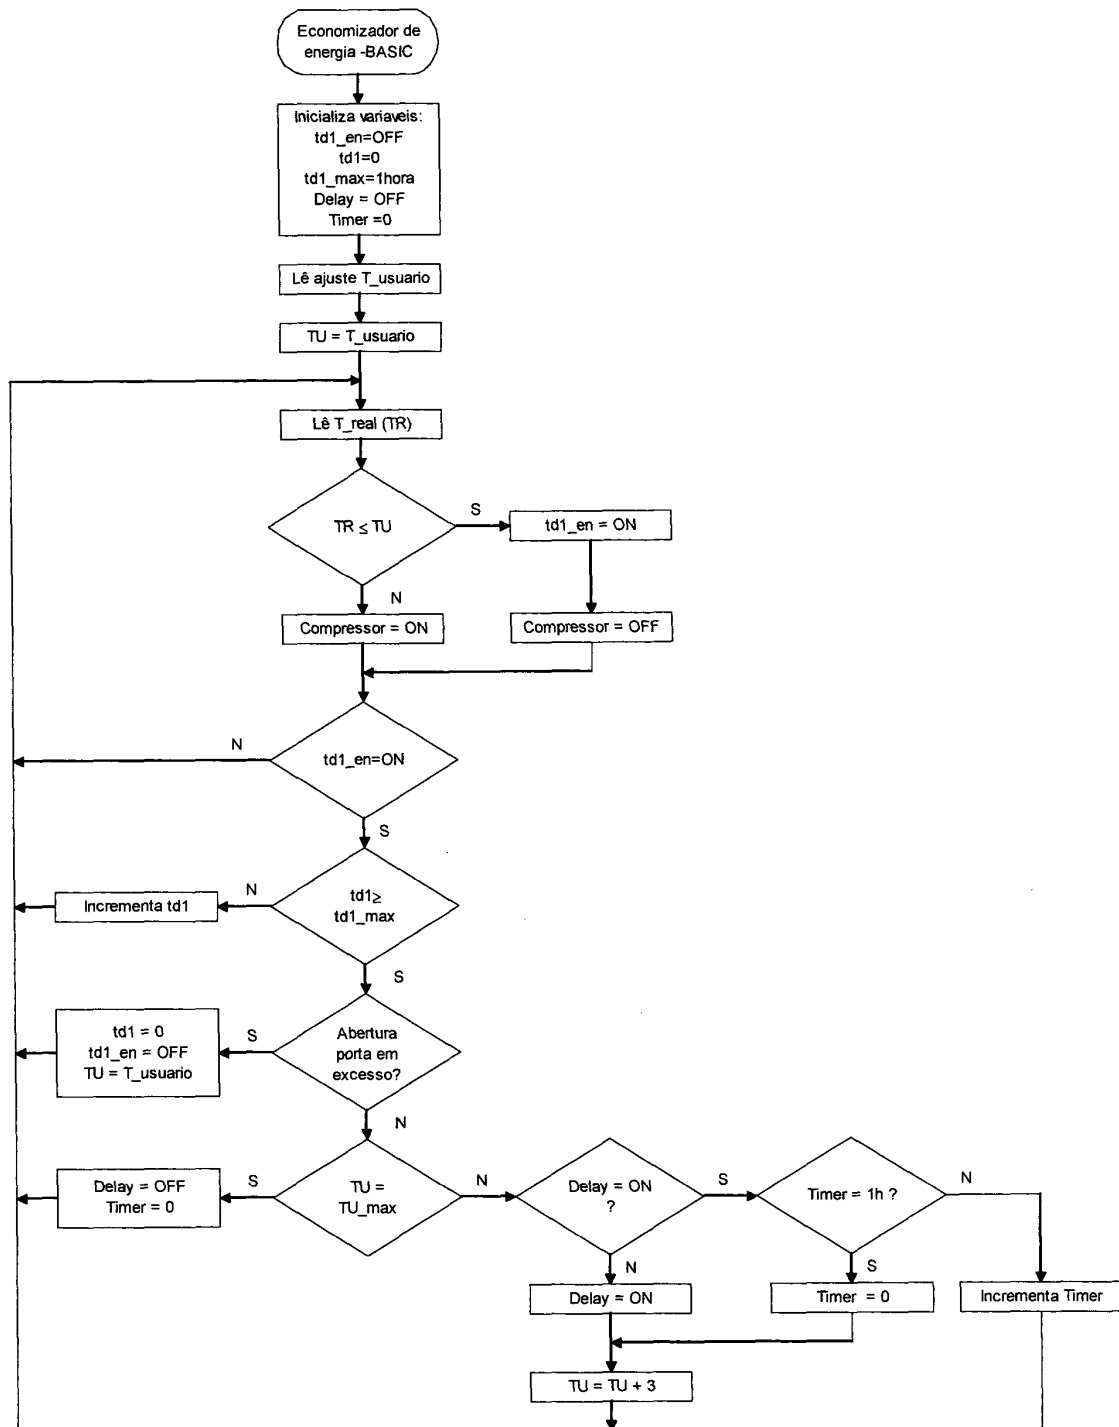 Economizador de
energia -BASIC
Inicializa variaveis:
td1_en=OFF
td1=0
td1_max=1hora
Delay = OFF
Timer =0
Lê ajuste T_usuario
TU = T_usuario
Lê T_real (TR)
TR ≤ TU
S
td1_en = ON
N
Compressor = ON
Compressor = OFF
td1_en=ON
N
S
td1≥
td1_max
N
Incrementa td1
S
Abertura
porta em
excesso?
S
td1 = 0
td1_en = OFF
TU = T_usuario
N
TU =
TU_max
S
Delay = OFF
Timer = 0
N
Delay = ON
?
S
Timer = 1h ?
N
N
Delay = ON
S
Timer = 0
Incrementa Timer
TU = TU + 3